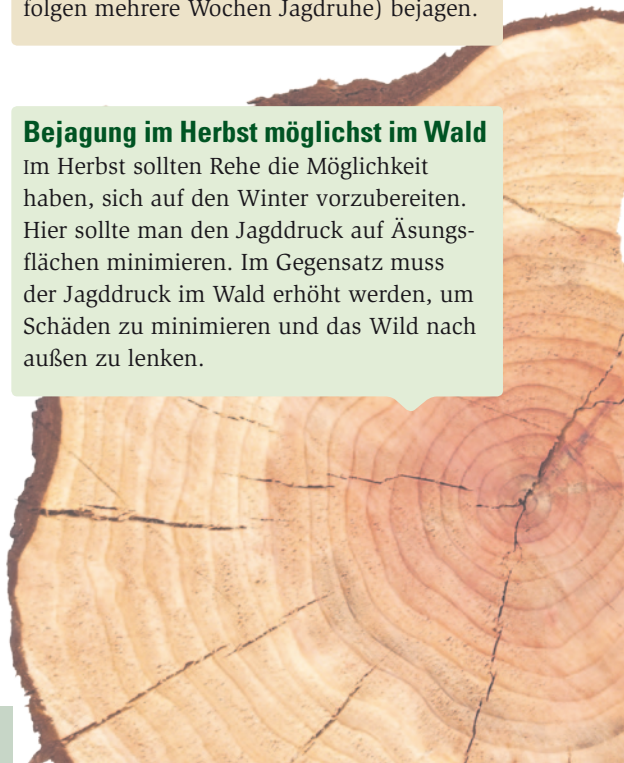 folgen mehrere Wochen Jagdruhe) bejagen.
Bejagung im Herbst möglichst im Wald
Im Herbst sollten Rehe die Möglichkeit
haben, sich auf den Winter vorzubereiten.
Hier sollte man den Jagddruck auf Äsungs-
flächen minimieren. Im Gegensatz muss
der Jagddruck im Wald erhöht werden, um
Schäden zu minimieren und das Wild nach
außen zu lenken.